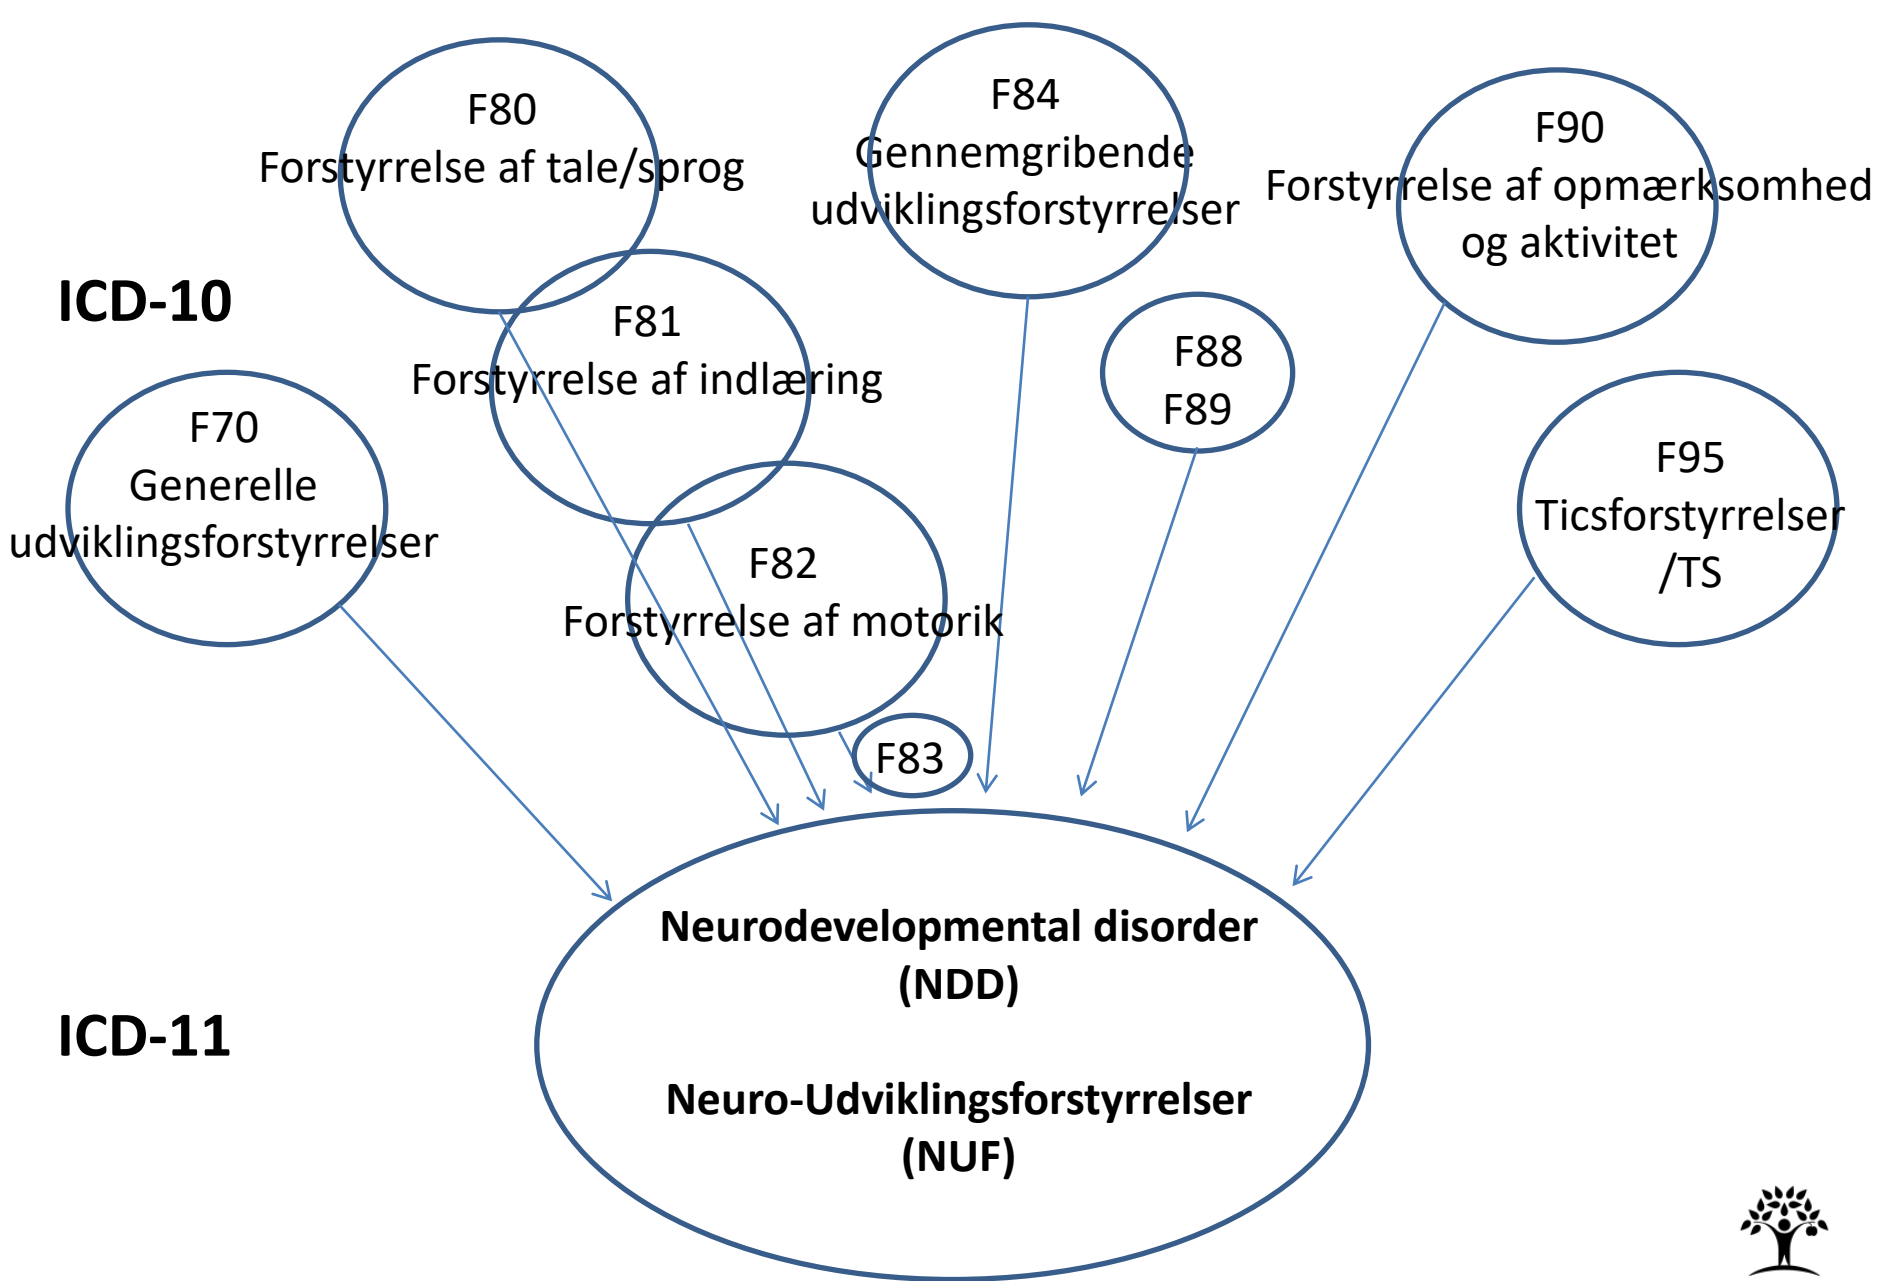 F80
Forstyrrelse af tale/sprog
F84
Gennemgribende
udviklingsforstyrrelser
F90
Forstyrrelse af opmærksomhed
og aktivitet
ICD-10
F81
Forstyrrelse af indlæring
F88
F89
F70
Generelle
udviklingsforstyrrelser
F95
Ticsforstyrrelser
/TS
F82
Forstyrrelse af motorik
F83
ICD-11
Neurodevelopmental disorder
(NDD)
Neuro-Udviklingsforstyrrelser
(NUF)